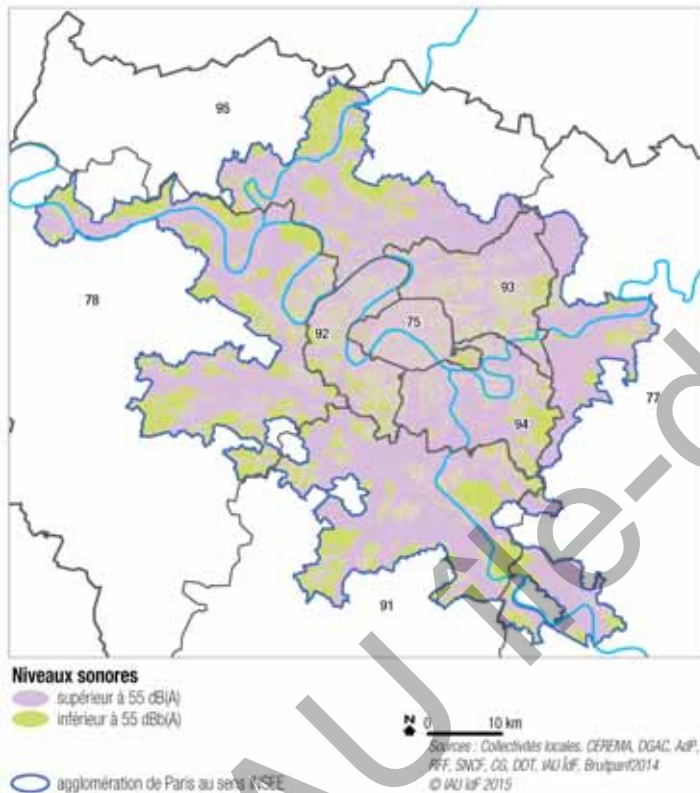 95
78
93
75
92
77
94
91
Niveaux sonores
supérieur à 55 dB(A)
inférieur à 55 dBb(A)
agglomération de Paris au sens INSEE
N 0 10 km
Sources : Collectivités locales, CEREMA, DGAC, AdP,
RFF, SNCF, CG, DDT, IAU îdF, Bruitparif2014
© IAU îdF 2015
AU île-d